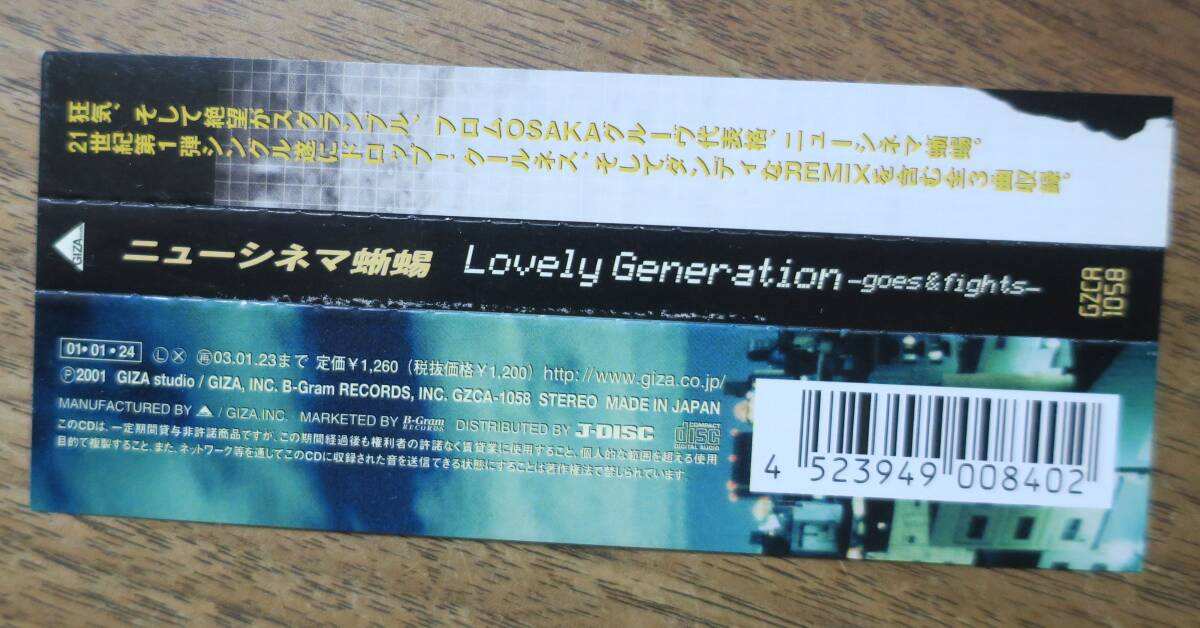 狂気、そして絶望がスクランブル、フロムOSAKAグルーヴ代表格、ニューシネマ蜥蜴。
21世紀第1弾シングル遂にドロップ！クールネス、そしてダンディなREMIXを含む全3曲収録。
GIZA ニューシネマ蜥蜴 Lovely Generation -goes&fights- GZCA 1058
01・01・24 Ⓛ Ⓧ ㋐03.01.23まで 定価￥1,260（税抜価格￥1,200）http://www.giza.co.jp/
Ⓟ2001 GIZA studio / GIZA, INC. B-Gram RECORDS, INC. GZCA-1058 STEREO MADE IN JAPAN
MANUFACTURED BY / GIZA,INC. MARKETED BY B-Gram RECORDS DISTRIBUTED BY J-DISC COMPACT disc DIGITAL AUDIO
このCDは、一定期間貸与非許諾商品ですが、この期間経過後も権利者の許諾なく賃貸業に使用すること、個人的な範囲を超える使用
目的で複製すること、また、ネットワーク等を通してこのCDに収録された音を送信できる状態にすることは著作権法で禁じられています。
4 523949 008402